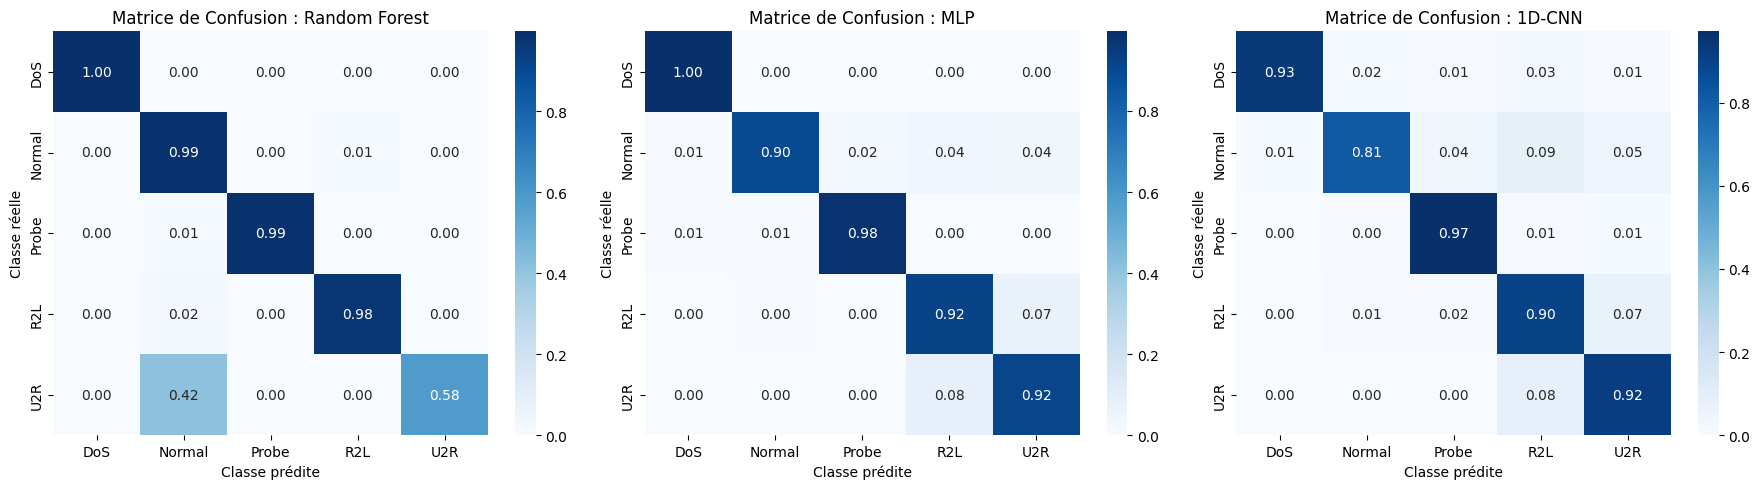 Matrice de Confusion : Random Forest
Classe réelle
DoS 1.00 0.00 0.00 0.00 0.00
Normal 0.00 0.99 0.00 0.01 0.00
Probe 0.00 0.01 0.99 0.00 0.00
R2L 0.00 0.02 0.00 0.98 0.00
U2R 0.00 0.42 0.00 0.00 0.58
DoS Normal Probe R2L U2R
Classe prédite
0.8
0.6
0.4
0.2
0.0
Matrice de Confusion : MLP
Classe réelle
DoS 1.00 0.00 0.00 0.00 0.00
Normal 0.01 0.90 0.02 0.04 0.04
Probe 0.01 0.01 0.98 0.00 0.00
R2L 0.00 0.00 0.00 0.92 0.07
U2R 0.00 0.00 0.00 0.08 0.92
DoS Normal Probe R2L U2R
Classe prédite
0.8
0.6
0.4
0.2
0.0
Matrice de Confusion : 1D-CNN
Classe réelle
DoS 0.93 0.02 0.01 0.03 0.01
Normal 0.01 0.81 0.04 0.09 0.05
Probe 0.00 0.00 0.97 0.01 0.01
R2L 0.00 0.01 0.02 0.90 0.07
U2R 0.00 0.00 0.00 0.08 0.92
DoS Normal Probe R2L U2R
Classe prédite
0.8
0.6
0.4
0.2
0.0